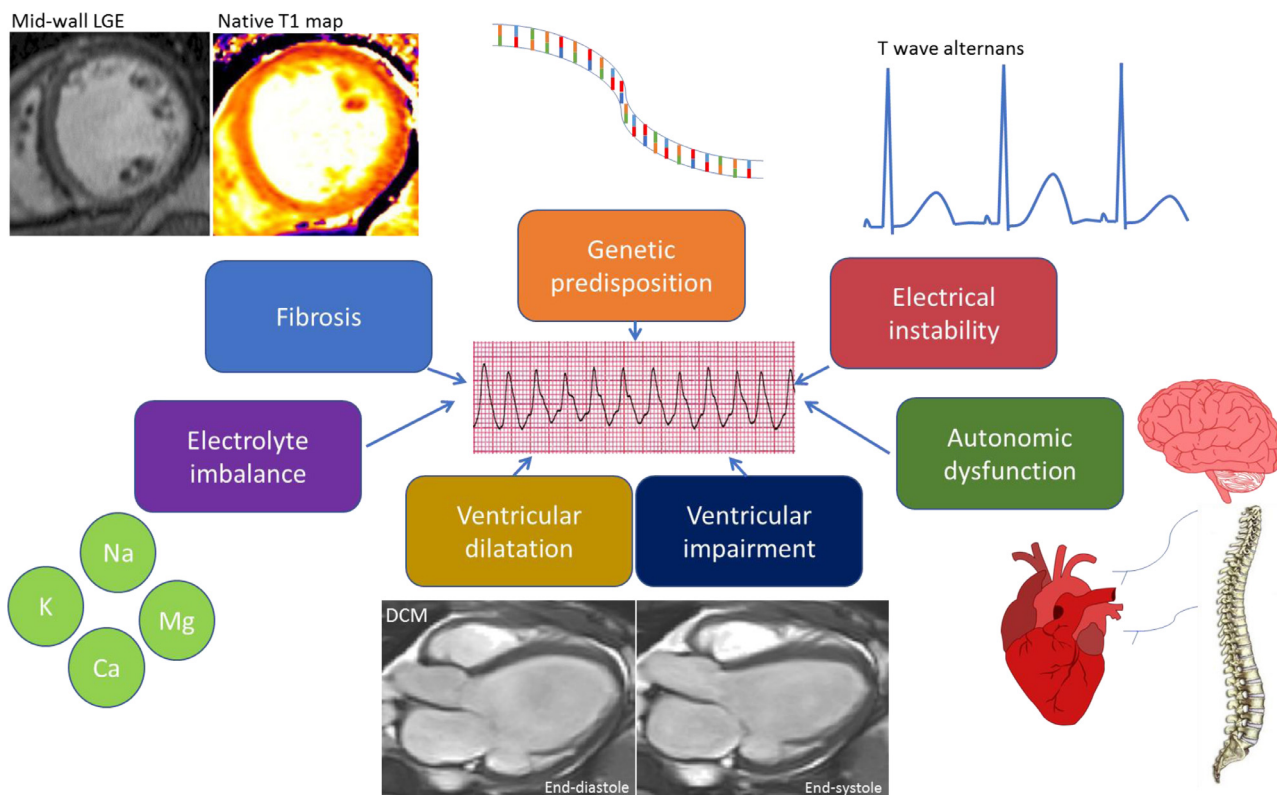 Mid-wall LGE
Native T1 map
T wave alternans
Genetic
predisposition
Fibrosis
Electrical
instability
Electrolyte
imbalance
Autonomic
dysfunction
Ventricular
dilatation
Ventricular
impairment
Na
K
Mg
Ca
DCM
End-diastole
End-systole